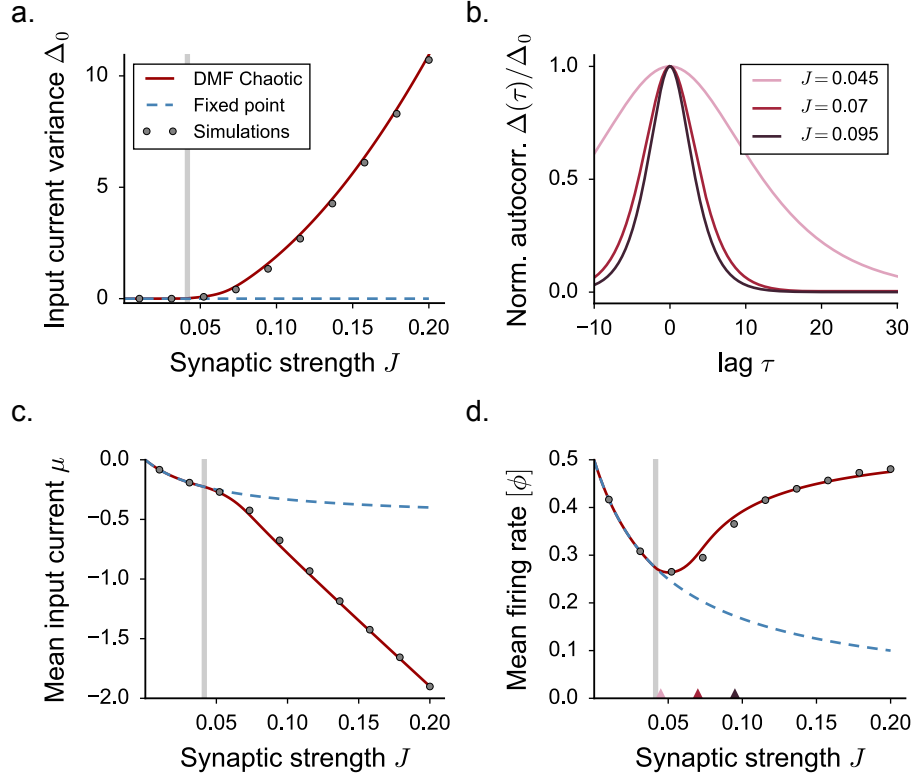 a.
Input current variance Δ₀
10
5
0
DMF Chaotic
Fixed point
Simulations
0.05 0.10 0.15 0.20
Synaptic strength J
b.
Norm. autocorr. Δ(τ)/Δ₀
1.0
0.5
0.0
J=0.045
J=0.07
J=0.095
−10 0 10 20 30
lag τ
c.
Mean input current μ
0.0
−0.5
−1.0
−1.5
−2.0
0.05 0.10 0.15 0.20
Synaptic strength J
d.
Mean firing rate [ϕ]
0.5
0.4
0.3
0.2
0.1
0.0
0.05 0.10 0.15 0.20
Synaptic strength J